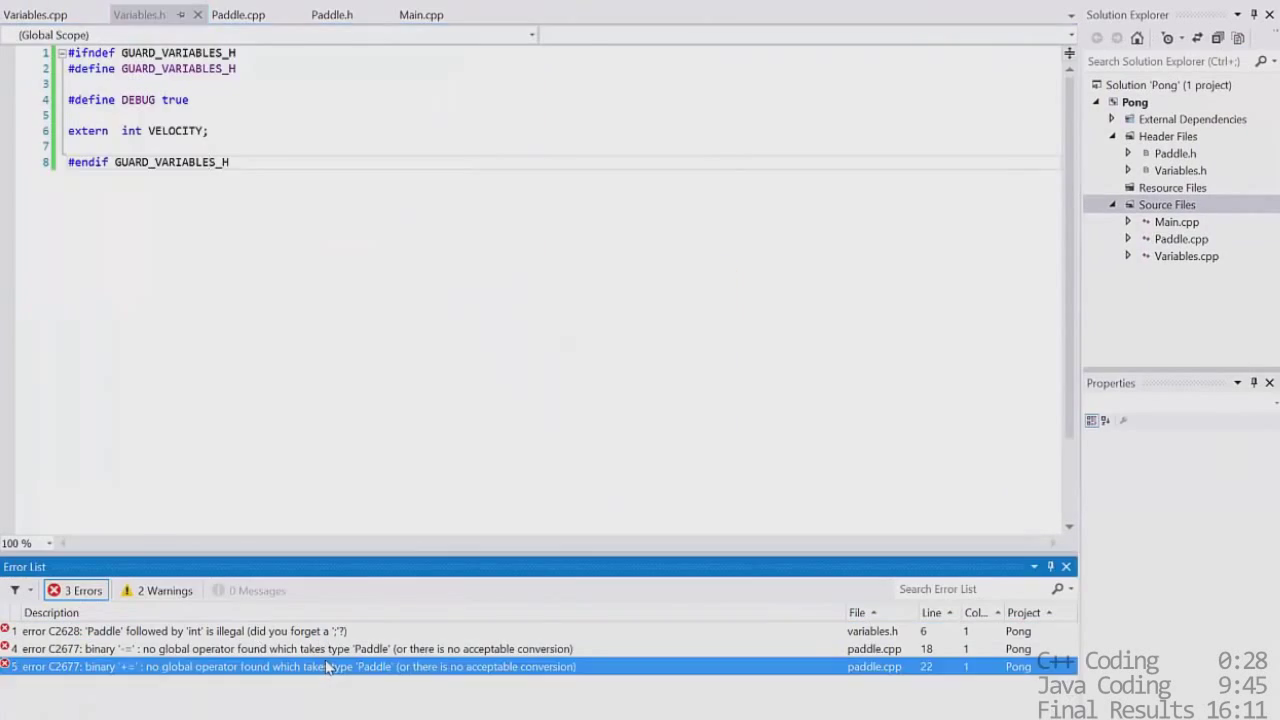 Variables.cpp Variables.h Paddle.cpp Paddle.h Main.cpp
(Global Scope)
1 #ifndef GUARD_VARIABLES_H
2 #define GUARD_VARIABLES_H
3
4 #define DEBUG true
5
6 extern  int VELOCITY;
7
8 #endif GUARD_VARIABLES_H
100 %
Solution Explorer
Search Solution Explorer (Ctrl+;)
Solution 'Pong' (1 project)
Pong
External Dependencies
Header Files
Paddle.h
Variables.h
Resource Files
Source Files
Main.cpp
Paddle.cpp
Variables.cpp
Properties
Error List
3 Errors 2 Warnings 0 Messages Search Error List
Description File Line Col... Project
1 error C2628: 'Paddle' followed by 'int' is illegal (did you forget a ';'?) variables.h 6 1 Pong
4 error C2677: binary '-=' : no global operator found which takes type 'Paddle' (or there is no acceptable conversion) paddle.cpp 18 1 Pong
5 error C2677: binary '+=' : no global operator found which takes type 'Paddle' (or there is no acceptable conversion) paddle.cpp 22 1 Pong
C++ Coding 0:28
Java Coding 9:45
Final Results 16:11